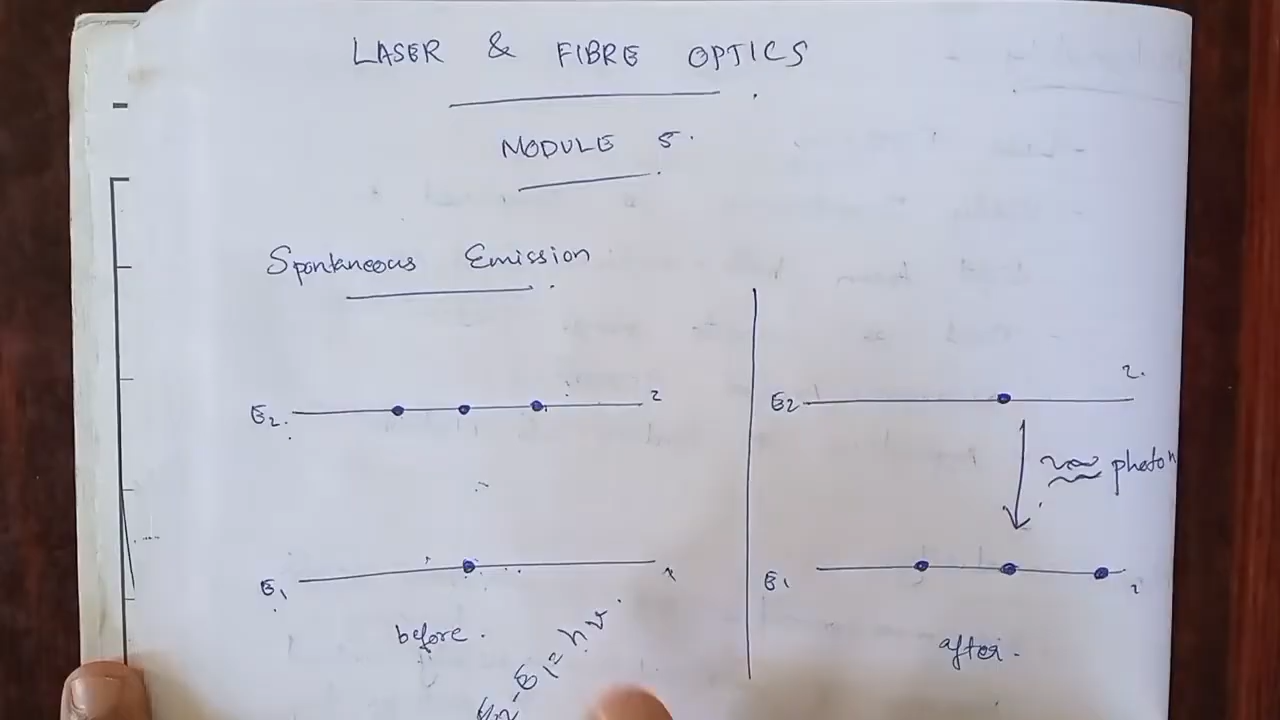 LASER & FIBRE OPTICS
MODULE 5.
Spontaneous Emission
E₂. 2
E₁ 1
before.
E₂-E₁=hν
E₂ 2.
photon
E₁ 1
after.